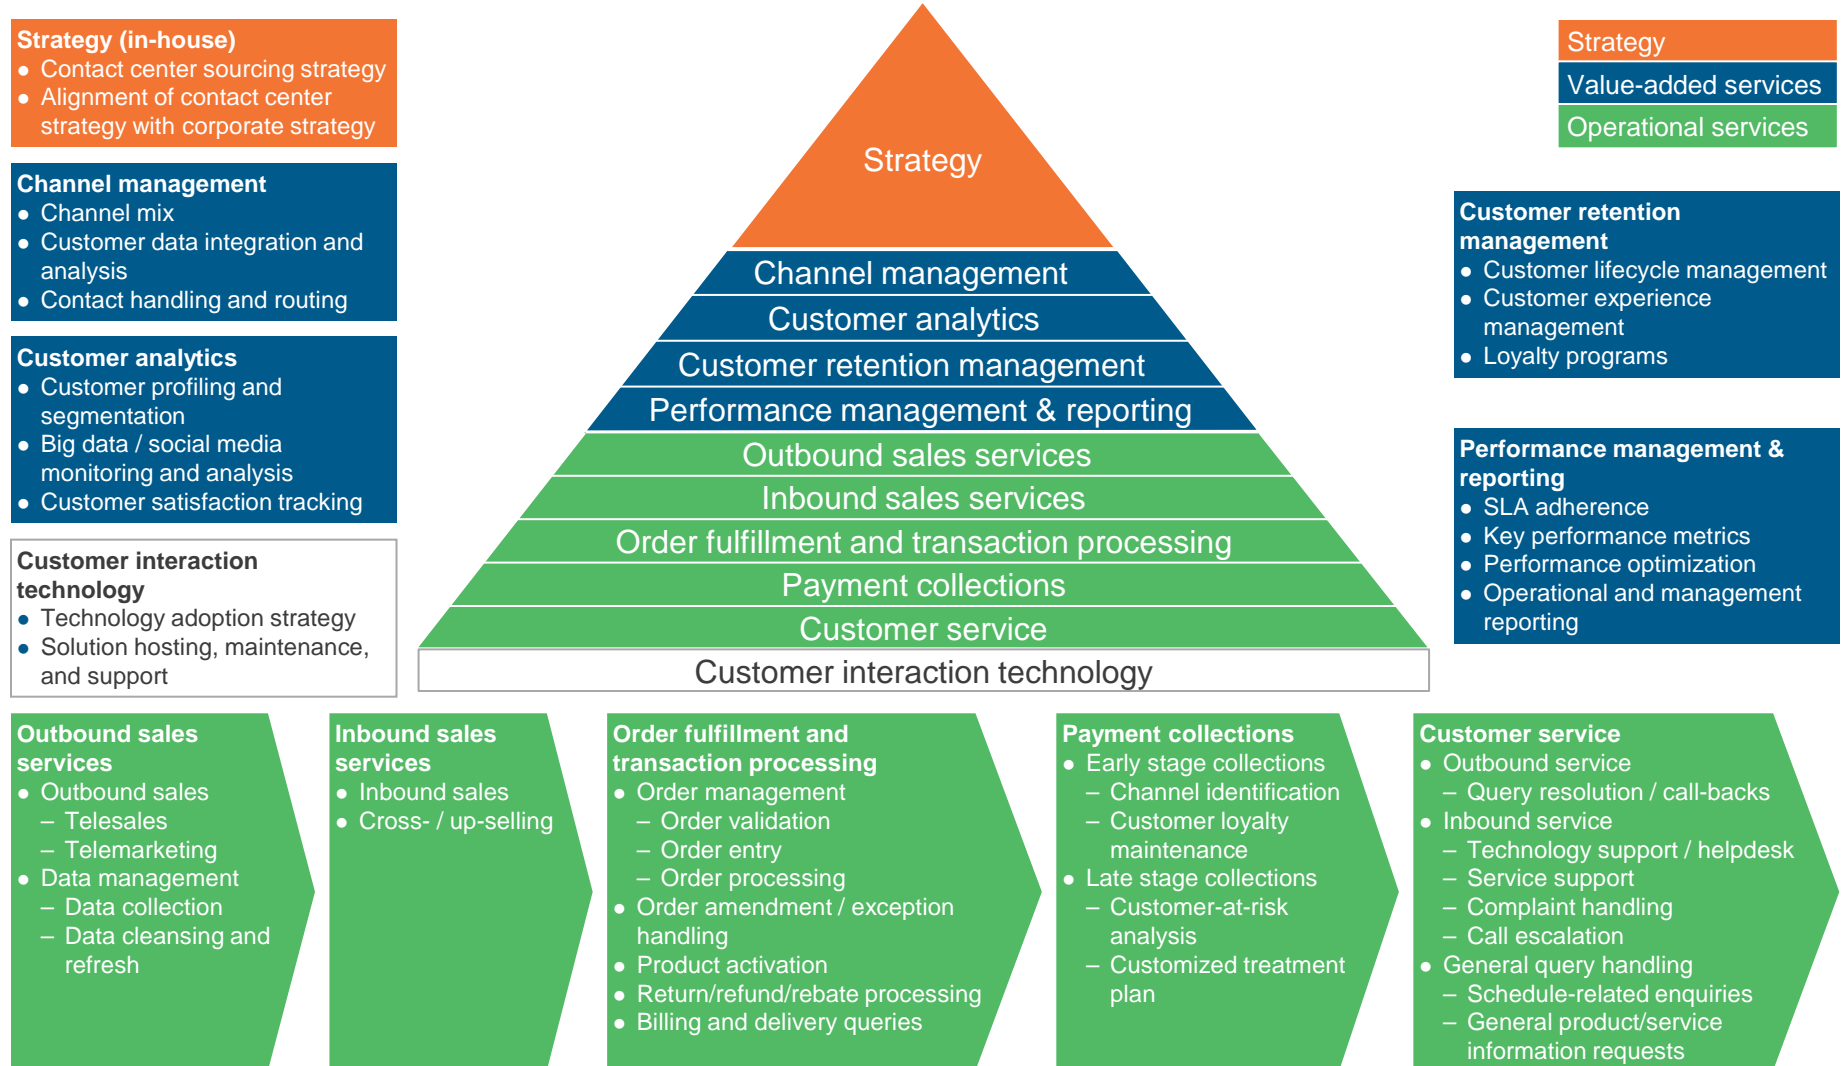 Strategy (in-house)
● Contact center sourcing strategy
● Alignment of contact center
strategy with corporate strategy
Channel management
● Channel mix
● Customer data integration and
analysis
● Contact handling and routing
Customer analytics
● Customer profiling and
segmentation
● Big data / social media
monitoring and analysis
● Customer satisfaction tracking
Customer interaction
technology
● Technology adoption strategy
● Solution hosting, maintenance,
and support
Strategy
Channel management
Customer analytics
Customer retention management
Performance management & reporting
Outbound sales services
Inbound sales services
Order fulfillment and transaction processing
Payment collections
Customer service
Customer interaction technology
Strategy
Value-added services
Operational services
Customer retention
management
● Customer lifecycle management
● Customer experience
management
● Loyalty programs
Performance management &
reporting
● SLA adherence
● Key performance metrics
● Performance optimization
● Operational and management
reporting
Outbound sales
services
● Outbound sales
– Telesales
– Telemarketing
● Data management
– Data collection
– Data cleansing and
refresh
Inbound sales
services
● Inbound sales
● Cross- / up-selling
Order fulfillment and
transaction processing
● Order management
– Order validation
– Order entry
– Order processing
● Order amendment / exception
handling
● Product activation
● Return/refund/rebate processing
● Billing and delivery queries
Payment collections
● Early stage collections
– Channel identification
– Customer loyalty
maintenance
● Late stage collections
– Customer-at-risk
analysis
– Customized treatment
plan
Customer service
● Outbound service
– Query resolution / call-backs
● Inbound service
– Technology support / helpdesk
– Service support
– Complaint handling
– Call escalation
● General query handling
– Schedule-related enquiries
– General product/service
information requests